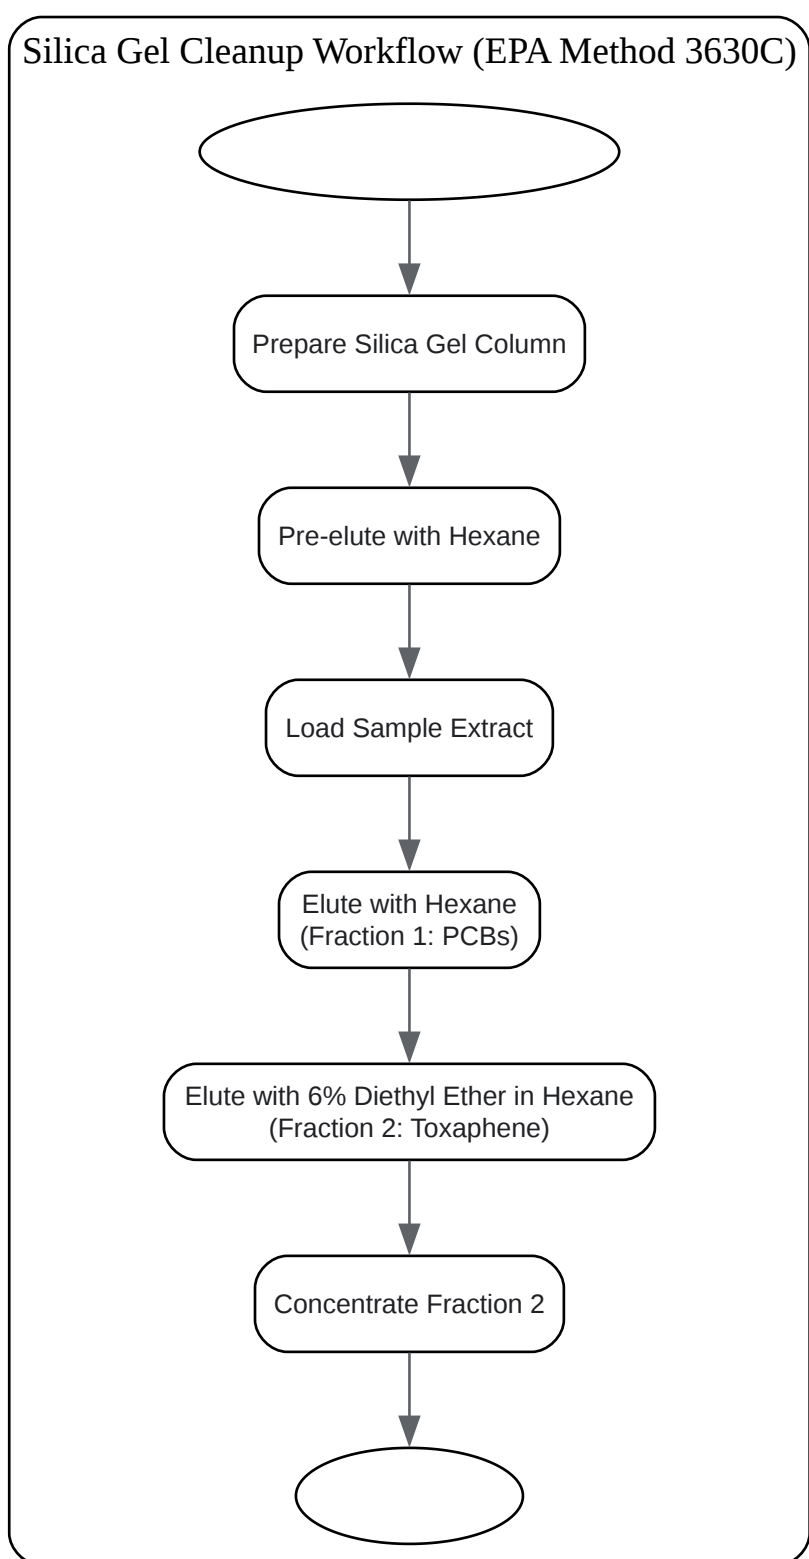 Silica Gel Cleanup Workflow (EPA Method 3630C)
Prepare Silica Gel Column
Pre-elute with Hexane
Load Sample Extract
Elute with Hexane
(Fraction 1: PCBs)
Elute with 6% Diethyl Ether in Hexane
(Fraction 2: Toxaphene)
Concentrate Fraction 2